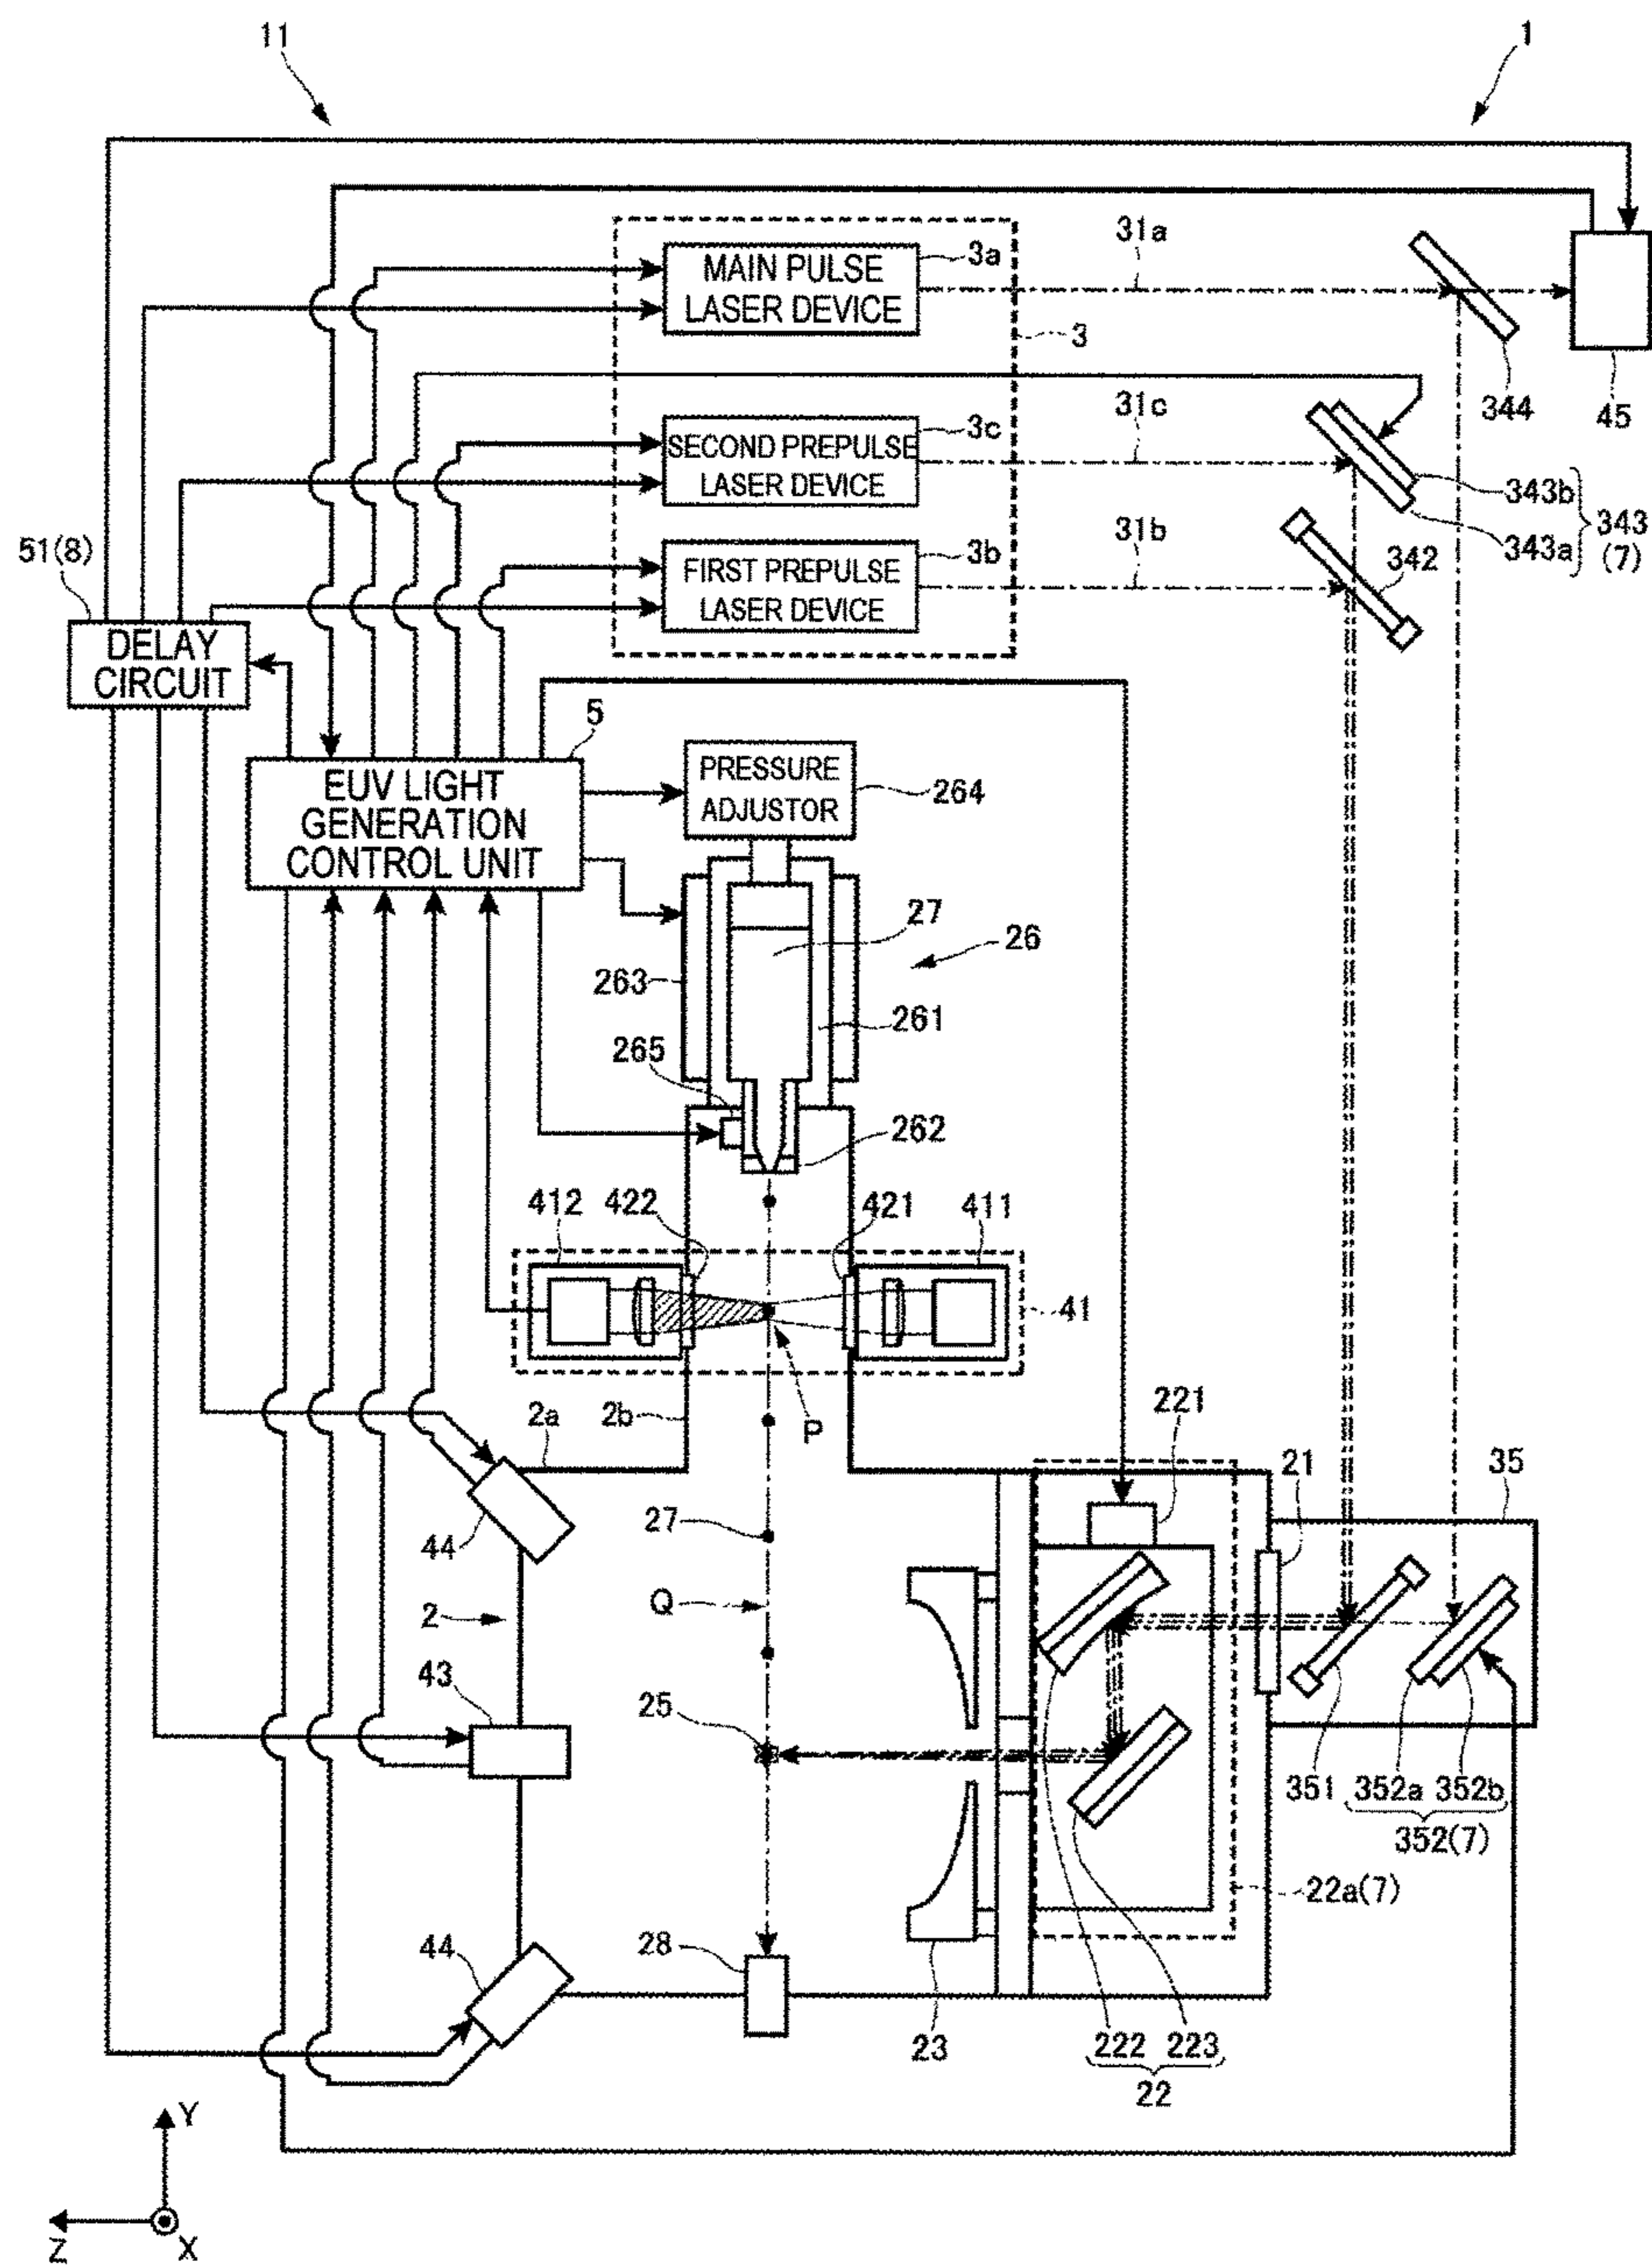 11
1
31a
3a
MAIN PULSE
LASER DEVICE
3
344
45
31c
3c
SECOND PREPULSE
LASER DEVICE
343b
343a
343
(7)
31b
3b
FIRST PREPULSE
LASER DEVICE
342
51(8)
DELAY
CIRCUIT
5
EUV LIGHT
GENERATION
CONTROL UNIT
PRESSURE
ADJUSTOR
264
27
26
263
261
265
262
412
422
421
411
41
P
2a
2b
221
21
35
44
27
Q
2
43
25
351
352a
352b
352(7)
22a(7)
44
28
23
222
223
22
Y
Z
X